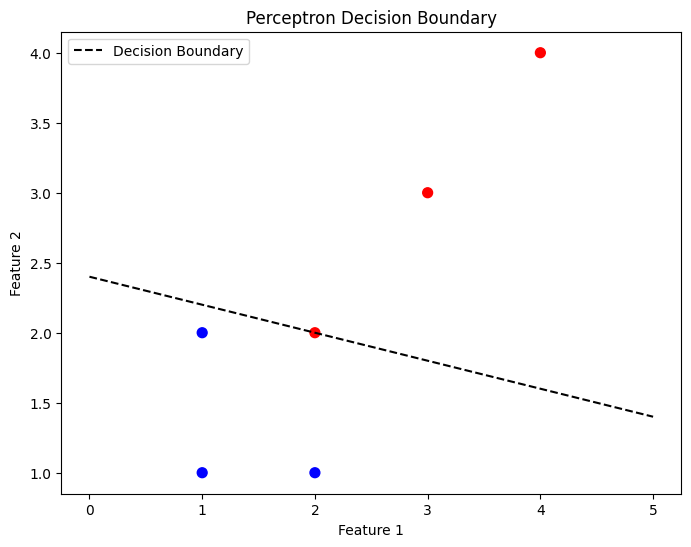 Perceptron Decision Boundary
Decision Boundary
Feature 2
4.0
3.5
3.0
2.5
2.0
1.5
1.0
0 1 2 3 4 5
Feature 1